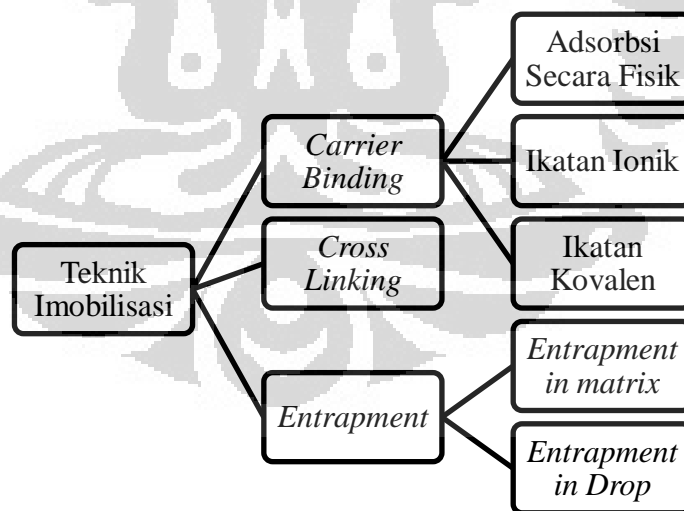 Teknik
Imobilisasi
Carrier
Binding
Adsorbsi
Secara Fisik
Ikatan Ionik
Ikatan
Kovalen
Cross
Linking
Entrapment
Entrapment
in matrix
Entrapment
in Drop